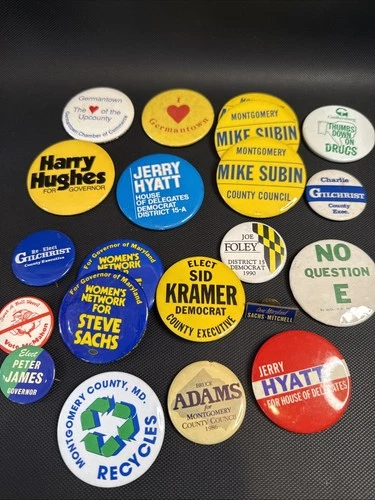 Germantown
The ♥ of the
Upcounty
Germantown Chamber of Commerce
I ♥
Germantown
MONTGOMERY
MIKE SUBIN
MONTGOMERY
MIKE SUBIN
COUNTY COUNCIL
G
THUMBS
DOWN
ON
DRUGS
Harry
Hughes
FOR GOVERNOR
JERRY
HYATT
HOUSE OF
DELEGATES
DEMOCRAT
DISTRICT 15-A
Charlie
GILCHRIST
County
Exec.
Re-Elect
GILCHRIST
County Executive
For Governor of Maryland
WOMEN'S
NETWORK
For Governor of Maryland
WOMEN'S
NETWORK
FOR
STEVE
SACHS
ELECT
SID
KRAMER
DEMOCRAT
COUNTY EXECUTIVE
JOE
FOLEY
DISTRICT 15
DEMOCRAT
1990
NO
QUESTION
E
SACHS MITCHELL
Elect
PETER
JAMES
GOVERNOR
MONTGOMERY COUNTY, MD.
RECYCLES
BRUCE
ADAMS
for
MONTGOMERY
COUNTY COUNCIL
1986
JERRY
HYATT
FOR HOUSE OF DELEGATES